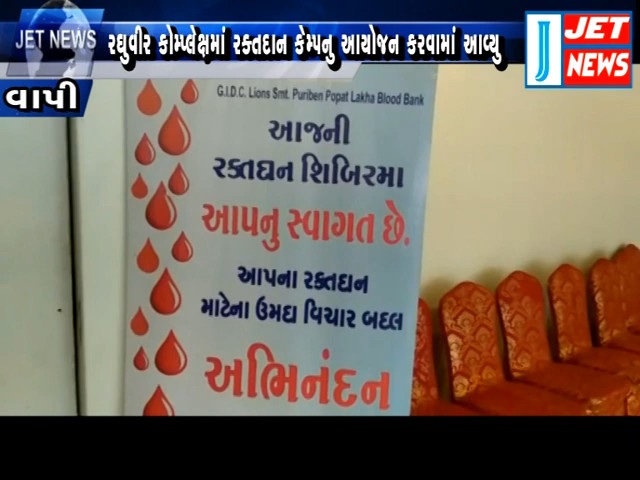 JET NEWS
રઘુવીર કોમ્પ્લેક્ષમાં રક્તદાન કેમ્પનુ આયોજન કરવામાં આવ્યુ
JET
NEWS
વાપી
G.I.D.C. Lions Smt. Puriben Popat Lakha Blood Bank
આજની
રક્તદાન શિબિરમા
આપનુ સ્વાગત છે.
આપના રક્તદાન
માટેના ઉમદા વિચાર બદલ
અભિનંદન